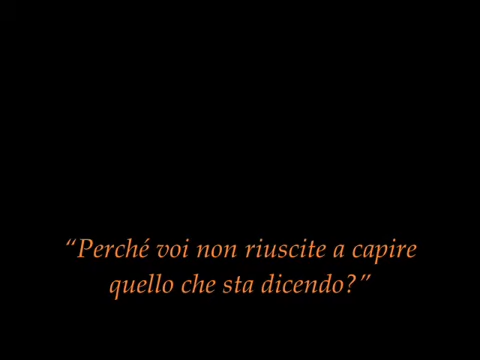 “Perché voi non riuscite a capire
quello che sta dicendo?”